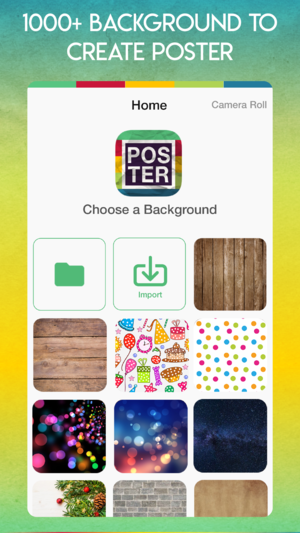 1000+ BACKGROUND TO
CREATE POSTER
Home
Camera Roll
POS
TER
Choose a Background
Import